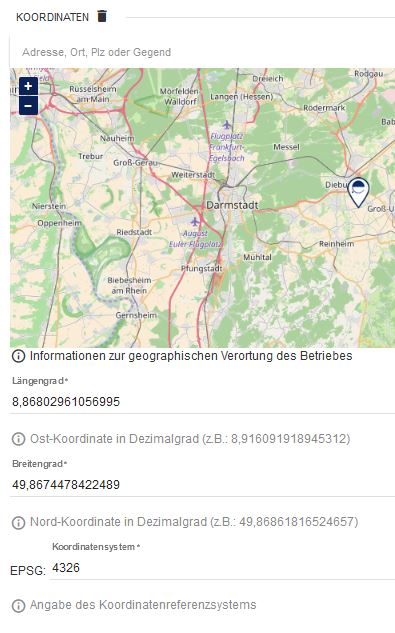 KOORDINATEN
Adresse, Ort, Plz oder Gegend
+
−
Rüsselsheim
am Main
Mörfelden
Walldorf
Dreieich
Langen (Hessen)
Rodgau
Rödermark
Bab
Nauheim
Flugplatz
Frankfurt-
Egelsbach
Trebur
Groß-Gerau
Messel
Weiterstadt
Diebu
Nierstein
Oppenheim
Darmstadt
Groß-U
Riedstadt
August
Euler Flugplatz
Reinheim
Mühltal
Pfungstadt
Biebesheim
am Rhein
Gernsheim
Informationen zur geographischen Verortung des Betriebes
Längengrad*
8,86802961056995
Ost-Koordinate in Dezimalgrad (z.B.: 8,916091918945312)
Breitengrad*
49,8674478422489
Nord-Koordinate in Dezimalgrad (z.B.: 49,86861816524657)
Koordinatensystem *
EPSG: 4326
Angabe des Koordinatenreferenzsystems